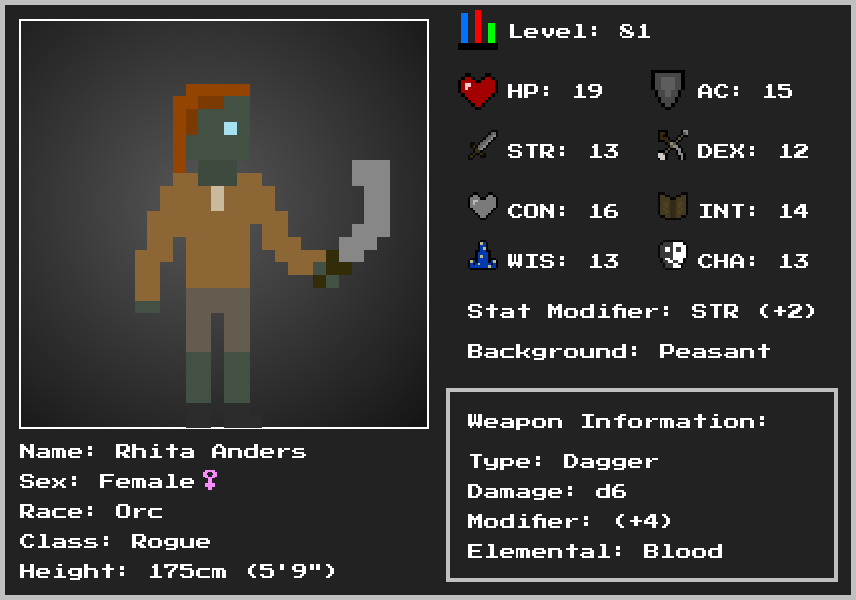 Level: 81
HP: 19
AC: 15
STR: 13
DEX: 12
CON: 16
INT: 14
WIS: 13
CHA: 13
Stat Modifier: STR (+2)
Background: Peasant
Weapon Information:
Type: Dagger
Damage: d6
Modifier: (+4)
Elemental: Blood
Name: Rhita Anders
Sex: Female♀
Race: Orc
Class: Rogue
Height: 175cm (5'9")